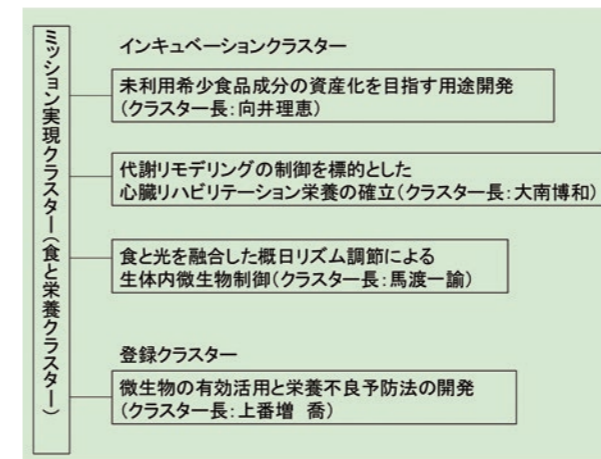 ミッション実現クラスター(食と栄養クラスター)
インキュベーションクラスター
未利用希少食品成分の資産化を目指す用途開発
(クラスター長:向井理恵)
代謝リモデリングの制御を標的とした
心臓リハビリテーション栄養の確立(クラスター長:大南博和)
食と光を融合した概日リズム調節による
生体内微生物制御(クラスター長:馬渡一諭)
登録クラスター
微生物の有効活用と栄養不良予防法の開発
(クラスター長:上番増 喬)